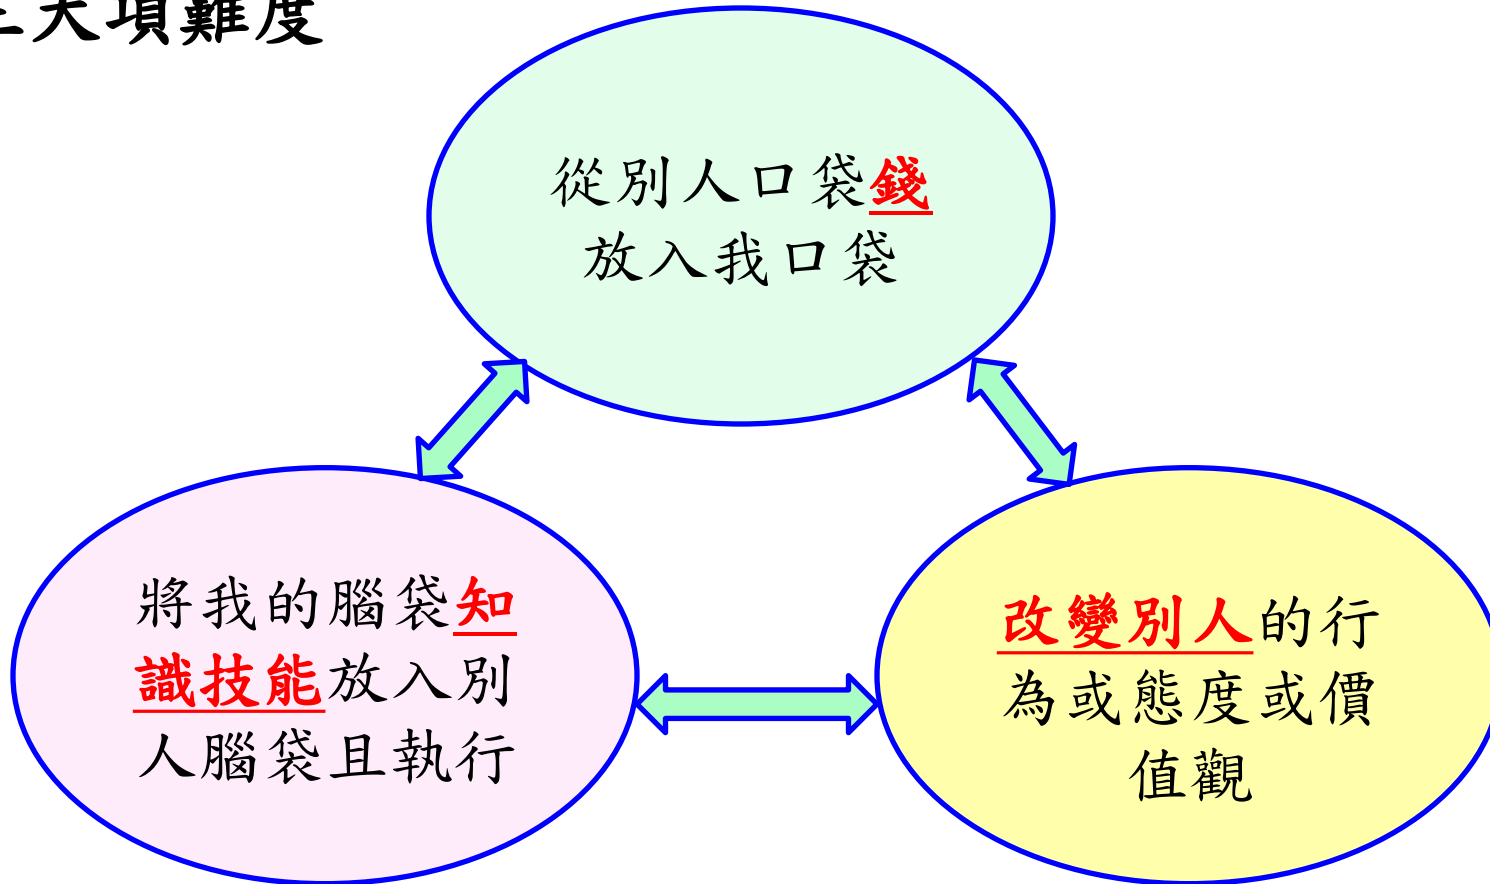 三大項難度
從別人口袋錢
放入我口袋
將我的腦袋知
識技能放入別
人腦袋且執行
改變別人的行
為或態度或價
值觀